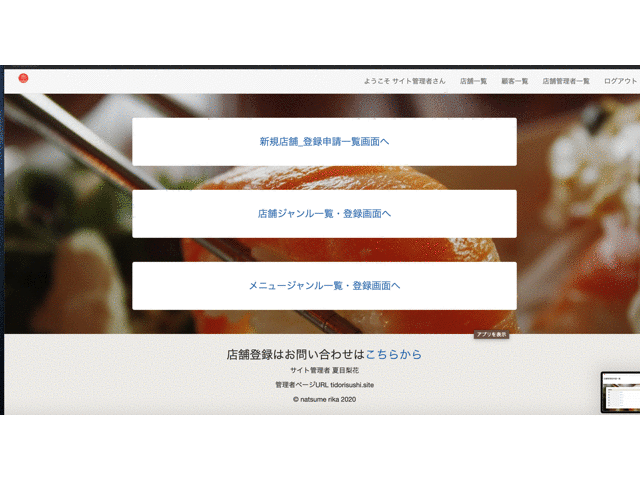 ようこそ サイト管理者さん 店舗一覧 顧客一覧 店舗管理者一覧 ログアウト
新規店舗_登録申請一覧画面へ
店舗ジャンル一覧・登録画面へ
メニュージャンル一覧・登録画面へ
アプリを表示
店舗登録はお問い合わせはこちらから
サイト管理者 夏目梨花
管理者ページURL tidorisushi.site
© natsume rika 2020